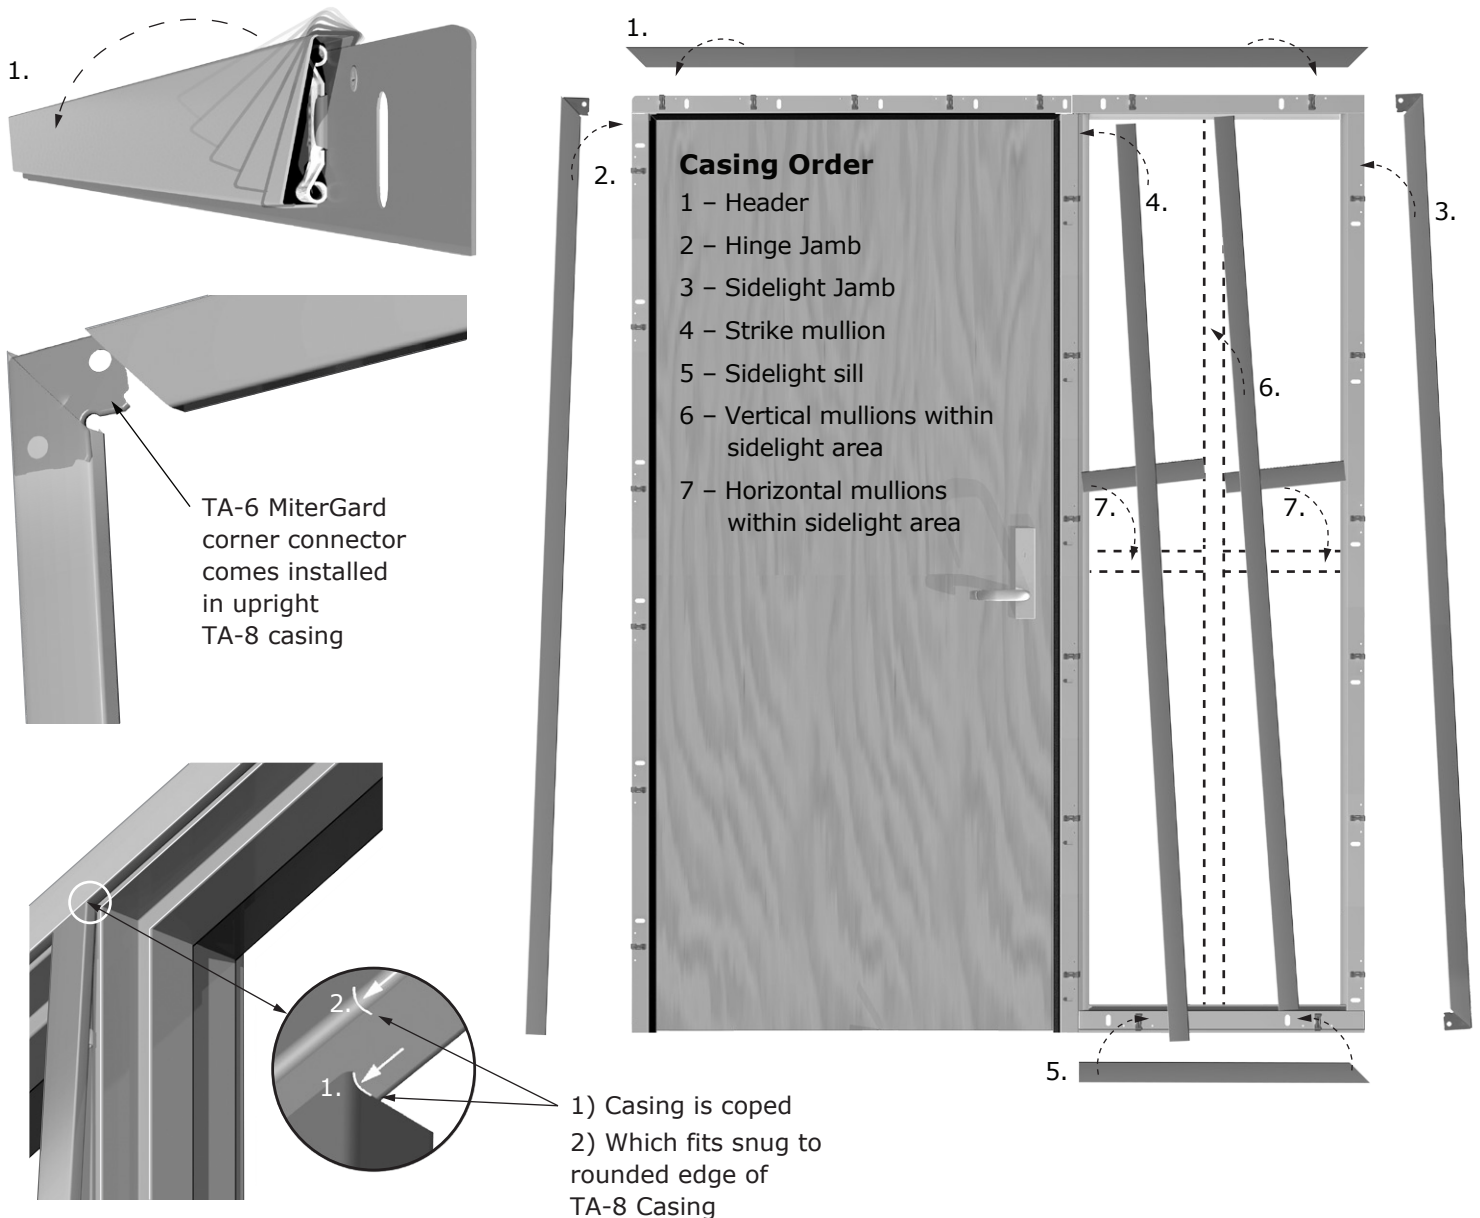 1.
TA-6 MiterGard
corner connector
comes installed
in upright
TA-8 casing
1.
2.
3.
4.
Casing Order
1 – Header
2 – Hinge Jamb
3 – Sidelight Jamb
4 – Strike mullion
5 – Sidelight sill
6 – Vertical mullions within
sidelight area
7 – Horizontal mullions
within sidelight area
6.
7.
7.
5.
2.
1.
1) Casing is coped
2) Which fits snug to
rounded edge of
TA-8 Casing